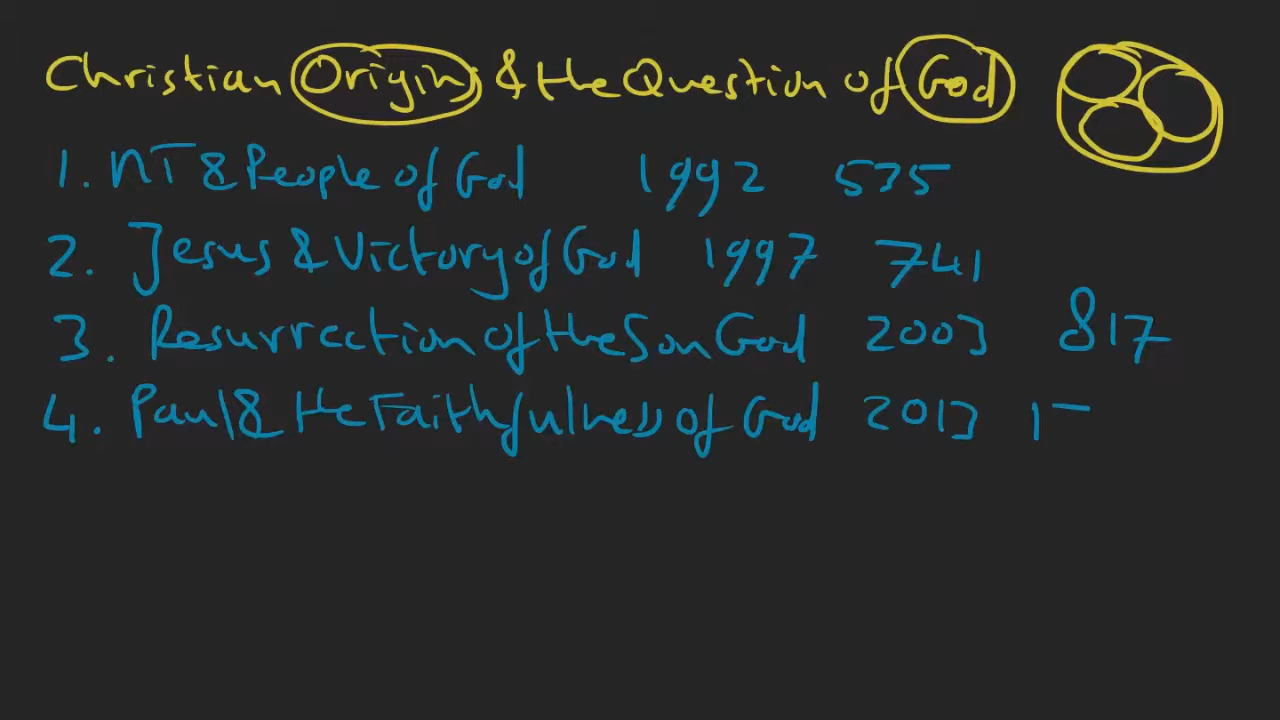 Christian Origins & the Question of God
1. NT & People of God 1992 535
2. Jesus & Victory of God 1997 741
3. Resurrection of the Son God 2003 817
4. Paul & the Faithfulness of God 2013 1